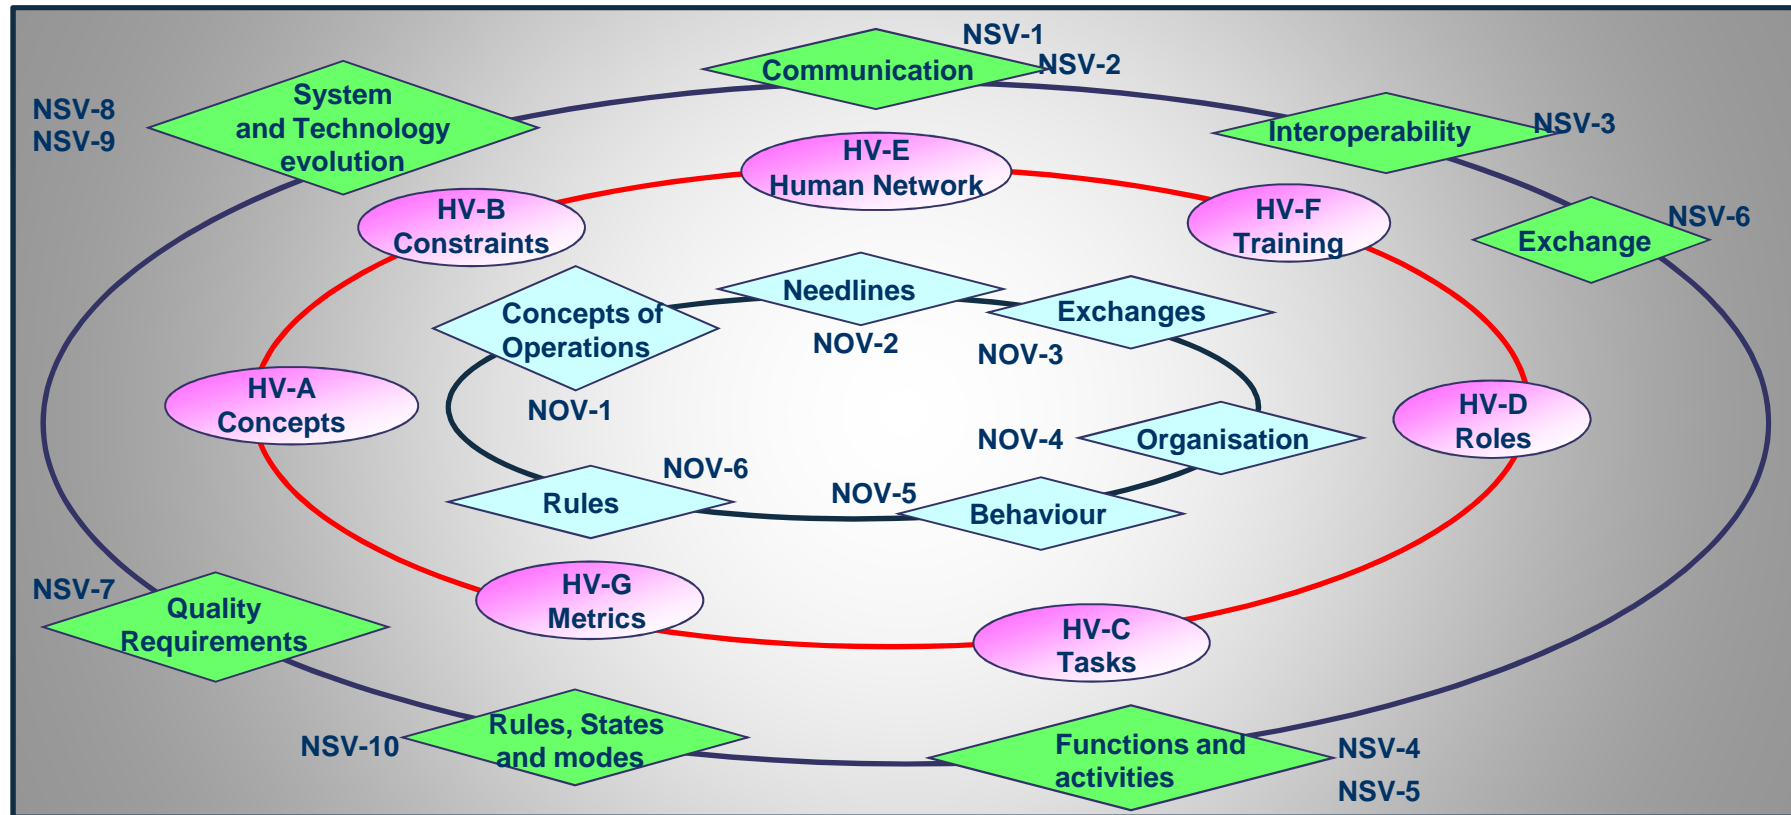 NSV-1
Communication
NSV-2
System
and Technology
evolution
NSV-8
NSV-9
Interoperability
NSV-3
HV-E
Human Network
HV-B
Constraints
HV-F
Training
NSV-6
Exchange
Concepts of
Operations
NOV-1
Needlines
NOV-2
Exchanges
NOV-3
HV-A
Concepts
HV-D
Roles
NOV-4
Organisation
NOV-6
Rules
NOV-5
Behaviour
NSV-7
Quality
Requirements
HV-G
Metrics
HV-C
Tasks
NSV-10
Rules, States
and modes
Functions and
activities
NSV-4
NSV-5